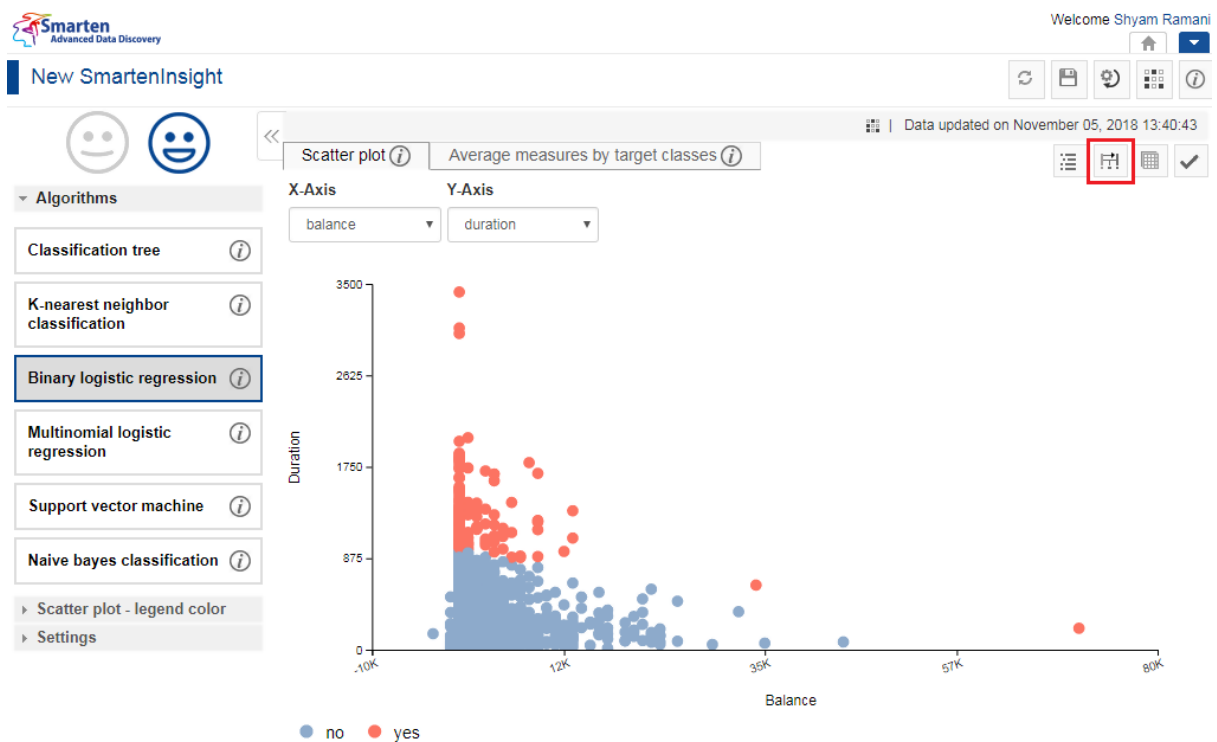 Smarten
Advanced Data Discovery
Welcome Shyam Ramani
New SmartenInsight
| Data updated on November 05, 2018 13:40:43
Scatter plot
Average measures by target classes
Algorithms
X-Axis
Y-Axis
balance
duration
Classification tree
K-nearest neighbor
classification
Binary logistic regression
Multinomial logistic
regression
Support vector machine
Naive bayes classification
Scatter plot - legend color
Settings
3500
2625
1750
875
0
Duration
-10K
12K
35K
57K
80K
Balance
no
yes